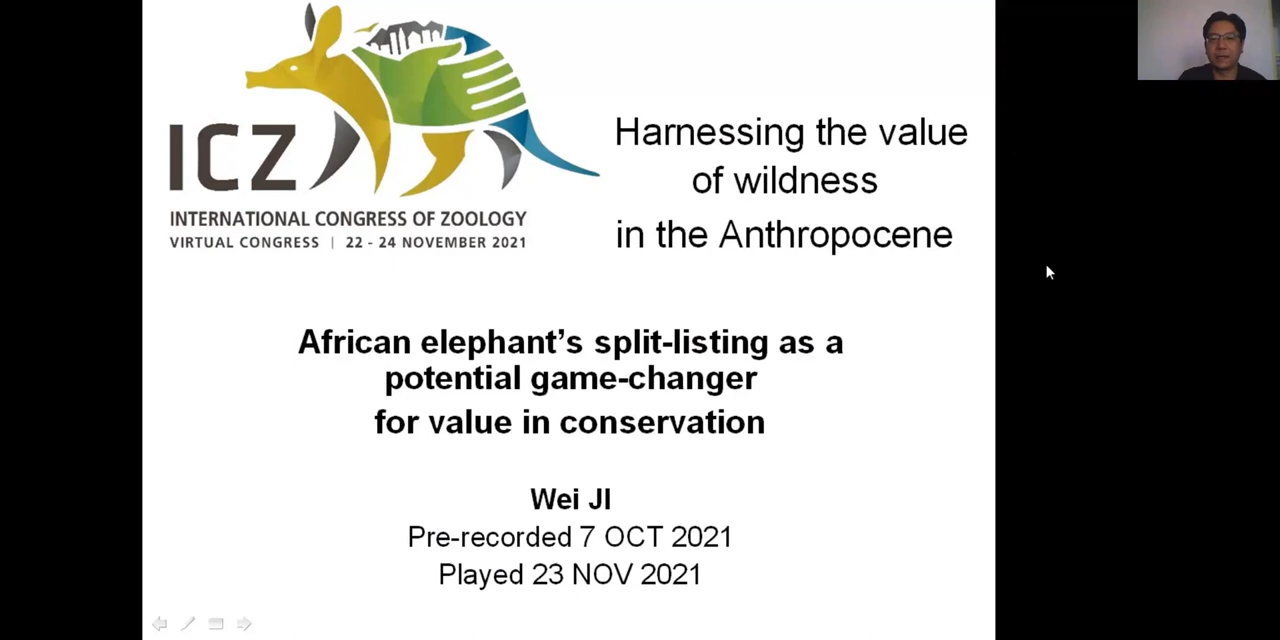 ICZ
INTERNATIONAL CONGRESS OF ZOOLOGY
VIRTUAL CONGRESS | 22 - 24 NOVEMBER 2021
Harnessing the value
of wildness
in the Anthropocene
African elephant’s split-listing as a
potential game-changer
for value in conservation
Wei JI
Pre-recorded 7 OCT 2021
Played 23 NOV 2021